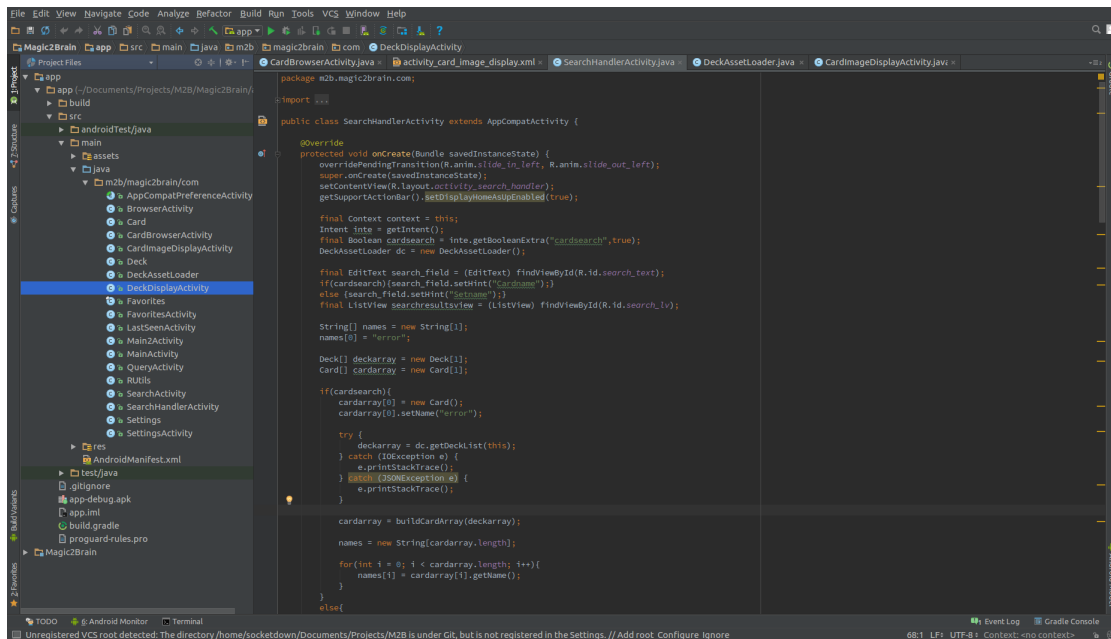 File Edit View Navigate Code Analyze Refactor Build Run Tools VCS Window Help
app
Magic2Brain app src main java m2b magic2brain com DeckDisplayActivity
Project Files
CardBrowserActivity.java activity_card_image_display.xml SearchHandlerActivity.java DeckAssetLoader.java CardImageDisplayActivity.java
1: Project
7: Structure
Captures
Build Variants
2: Favorites
app
app (~/Documents/Projects/M2B/Magic2Brain/
build
src
androidTest/java
main
assets
java
m2b/magic2brain/com
AppCompatPreferenceActivity
BrowserActivity
Card
CardBrowserActivity
CardImageDisplayActivity
Deck
DeckAssetLoader
DeckDisplayActivity
Favorites
FavoritesActivity
LastSeenActivity
Main2Activity
MainActivity
QueryActivity
RUtils
SearchActivity
SearchHandlerActivity
Settings
SettingsActivity
res
AndroidManifest.xml
test/java
.gitignore
app-debug.apk
app.iml
build.gradle
proguard-rules.pro
Magic2Brain
package m2b.magic2brain.com;
import ...
public class SearchHandlerActivity extends AppCompatActivity {
@Override
protected void onCreate(Bundle savedInstanceState) {
overridePendingTransition(R.anim.slide_in_left, R.anim.slide_out_left);
super.onCreate(savedInstanceState);
setContentView(R.layout.activity_search_handler);
getSupportActionBar().setDisplayHomeAsUpEnabled(true);
final Context context = this;
Intent inte = getIntent();
final Boolean cardsearch = inte.getBooleanExtra("cardsearch",true);
DeckAssetLoader dc = new DeckAssetLoader();
final EditText search_field = (EditText) findViewById(R.id.search_text);
if(cardsearch){search_field.setHint("Cardname");}
else {search_field.setHint("Setname");}
final ListView searchresultsview = (ListView) findViewById(R.id.search_lv);
String[] names = new String[1];
names[0] = "error";
Deck[] deckarray = new Deck[1];
Card[] cardarray = new Card[1];
if(cardsearch){
cardarray[0] = new Card();
cardarray[0].setName("error");
try {
deckarray = dc.getDeckList(this);
} catch (IOException e) {
e.printStackTrace();
} catch (JSONException e) {
e.printStackTrace();
}
cardarray = buildCardArray(deckarray);
names = new String[cardarray.length];
for(int i = 0; i < cardarray.length; i++){
names[i] = cardarray[i].getName();
}
}
else{
TODO 6: Android Monitor Terminal Event Log Gradle Console
Unregistered VCS root detected: The directory /home/socketdown/Documents/Projects/M2B is under Git, but is not registered in the Settings. // Add root Configure Ignore 68:1 LF÷ UTF-8÷ Context: <no context>